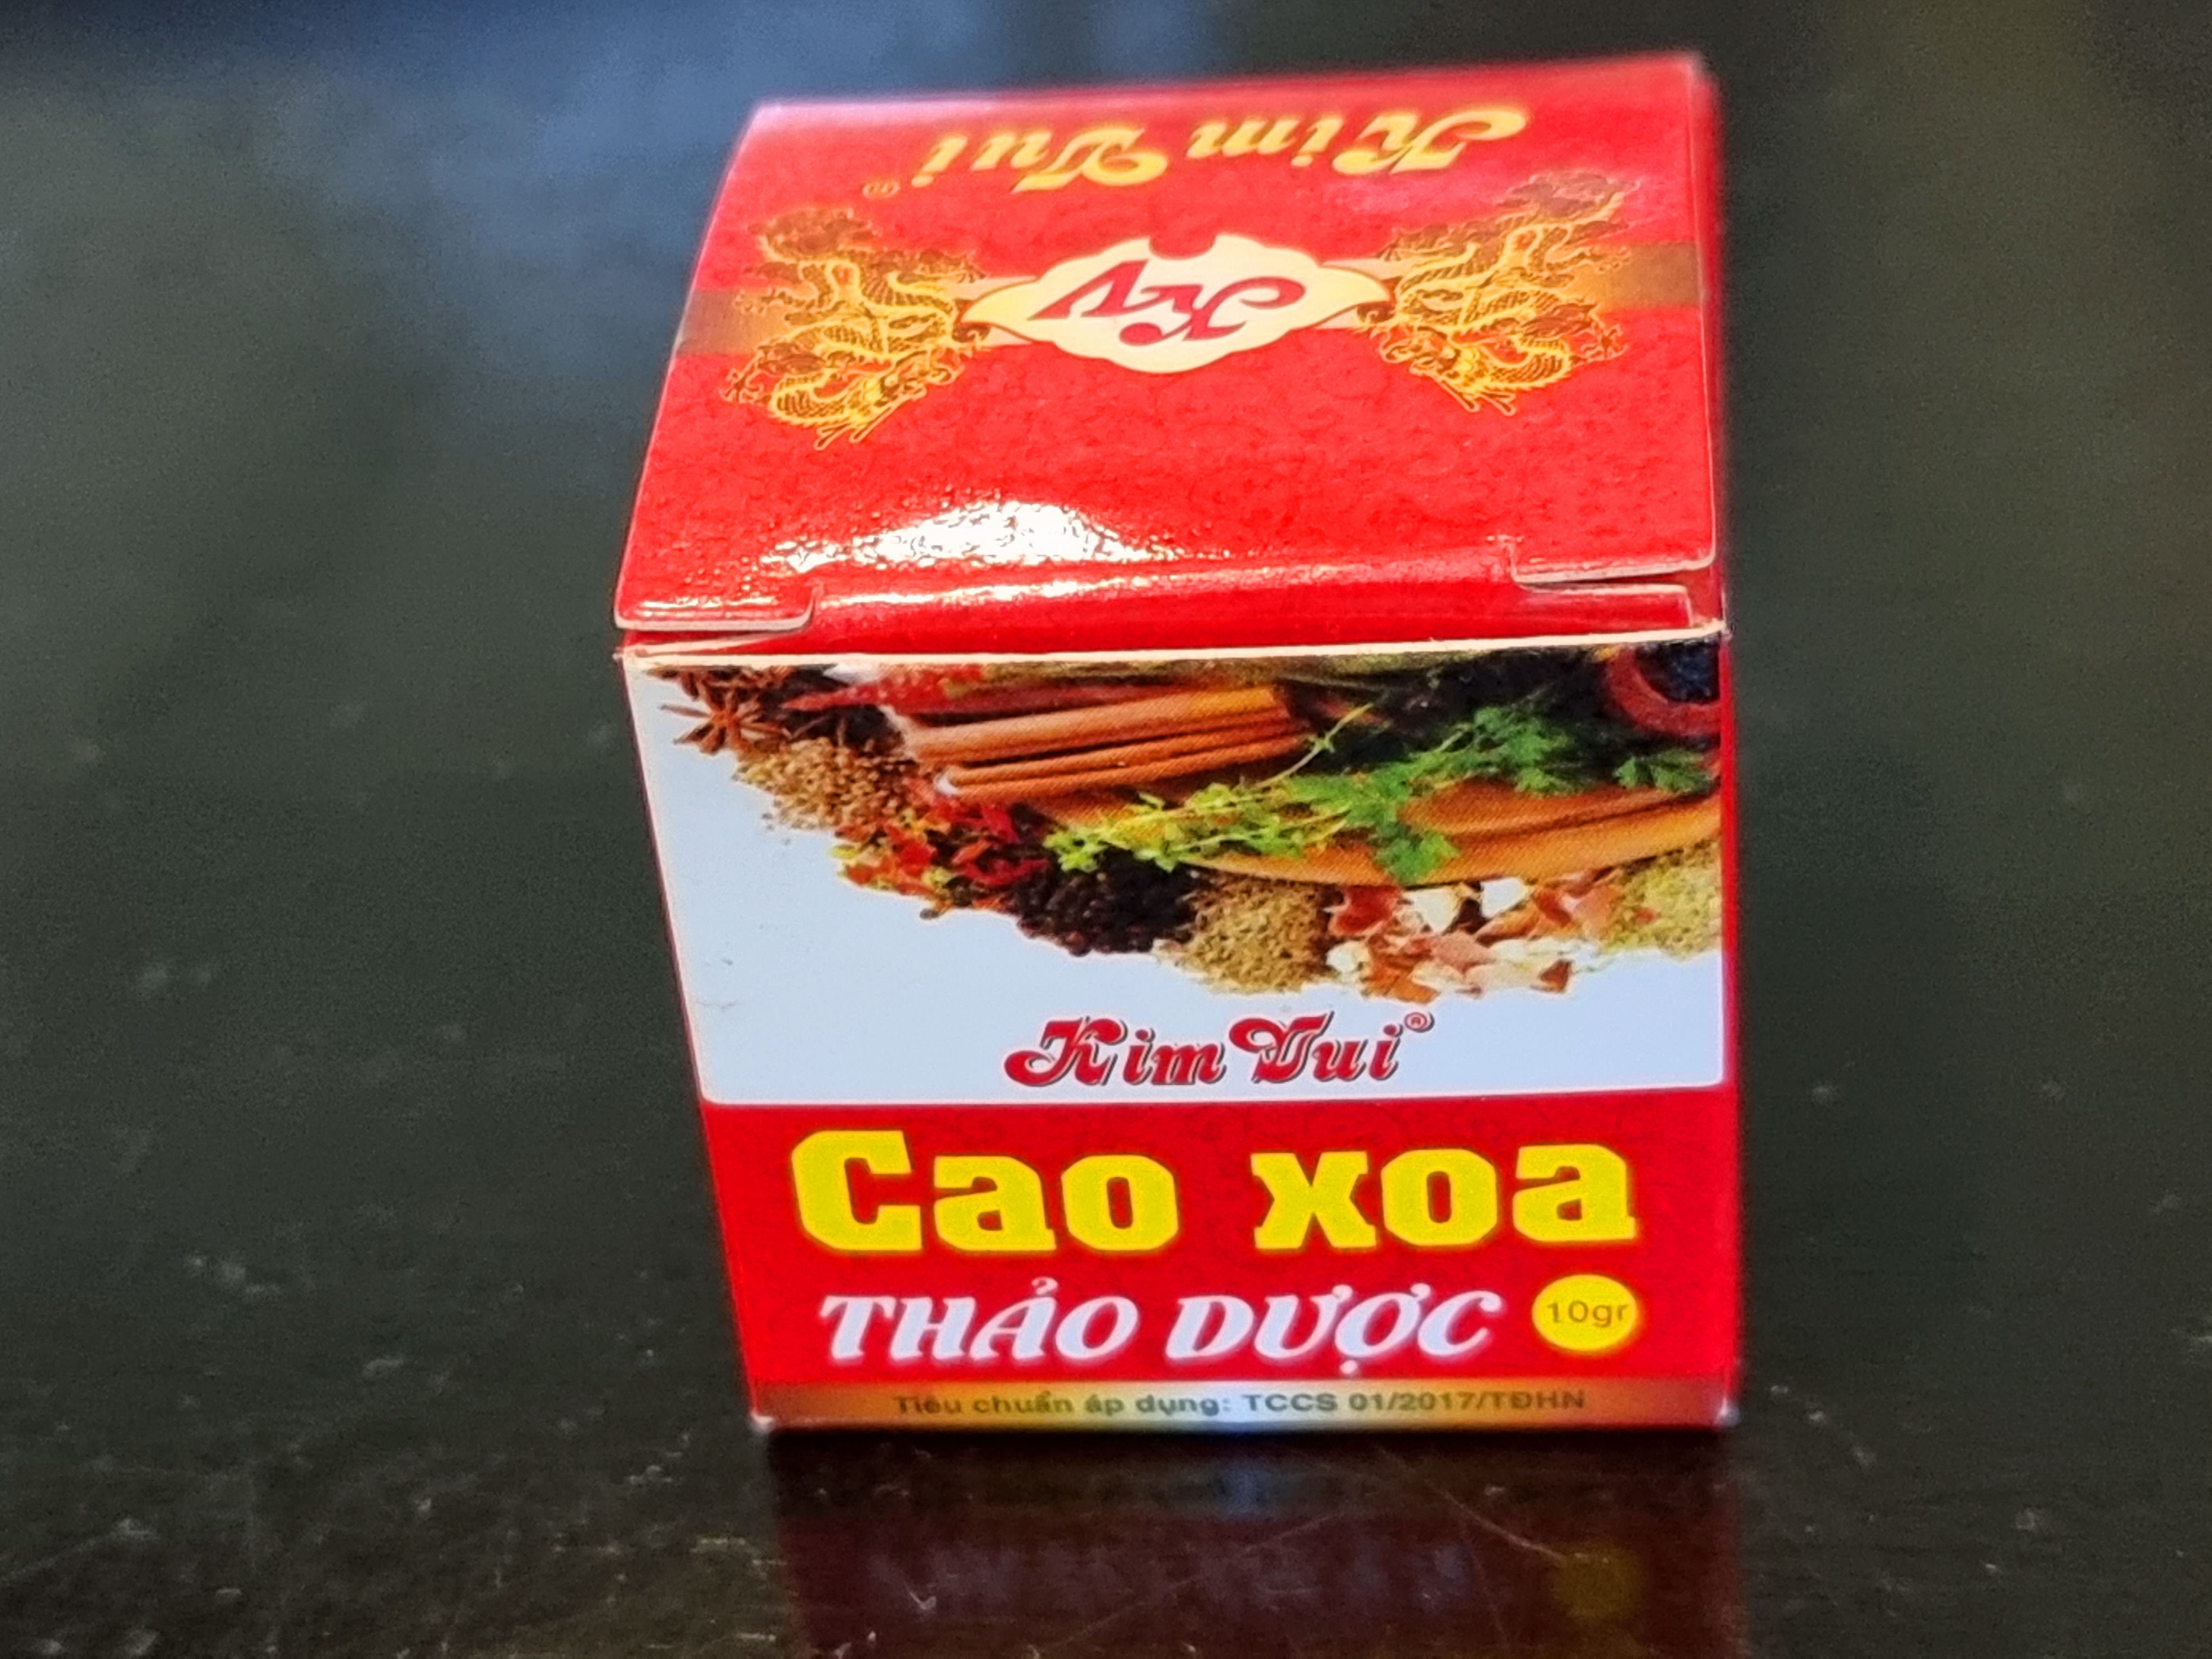 Kim Vui®
KV
Kim Vui®
Cao xoa
THẢO DƯỢC 10gr
Tiêu chuẩn áp dụng: TCCS 01/2017/TĐHN